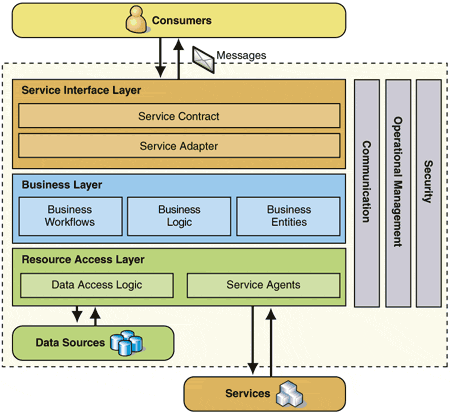 Consumers
Messages
Service Interface Layer
Service Contract
Service Adapter
Business Layer
Business
Workflows
Business
Logic
Business
Entities
Resource Access Layer
Data Access Logic
Service Agents
Data Sources
Services
Communication
Operational Management
Security